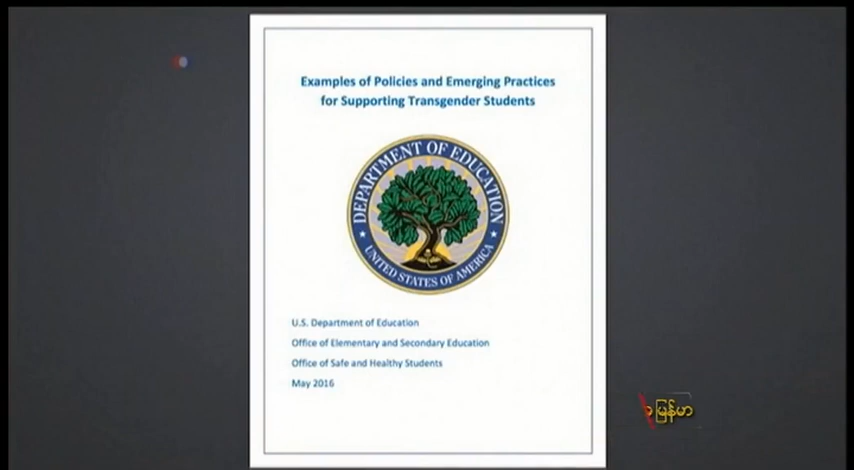 Examples of Policies and Emerging Practices
for Supporting Transgender Students
DEPARTMENT OF EDUCATION
UNITED STATES OF AMERICA
U.S. Department of Education
Office of Elementary and Secondary Education
Office of Safe and Healthy Students
May 2016
မြန်မာ